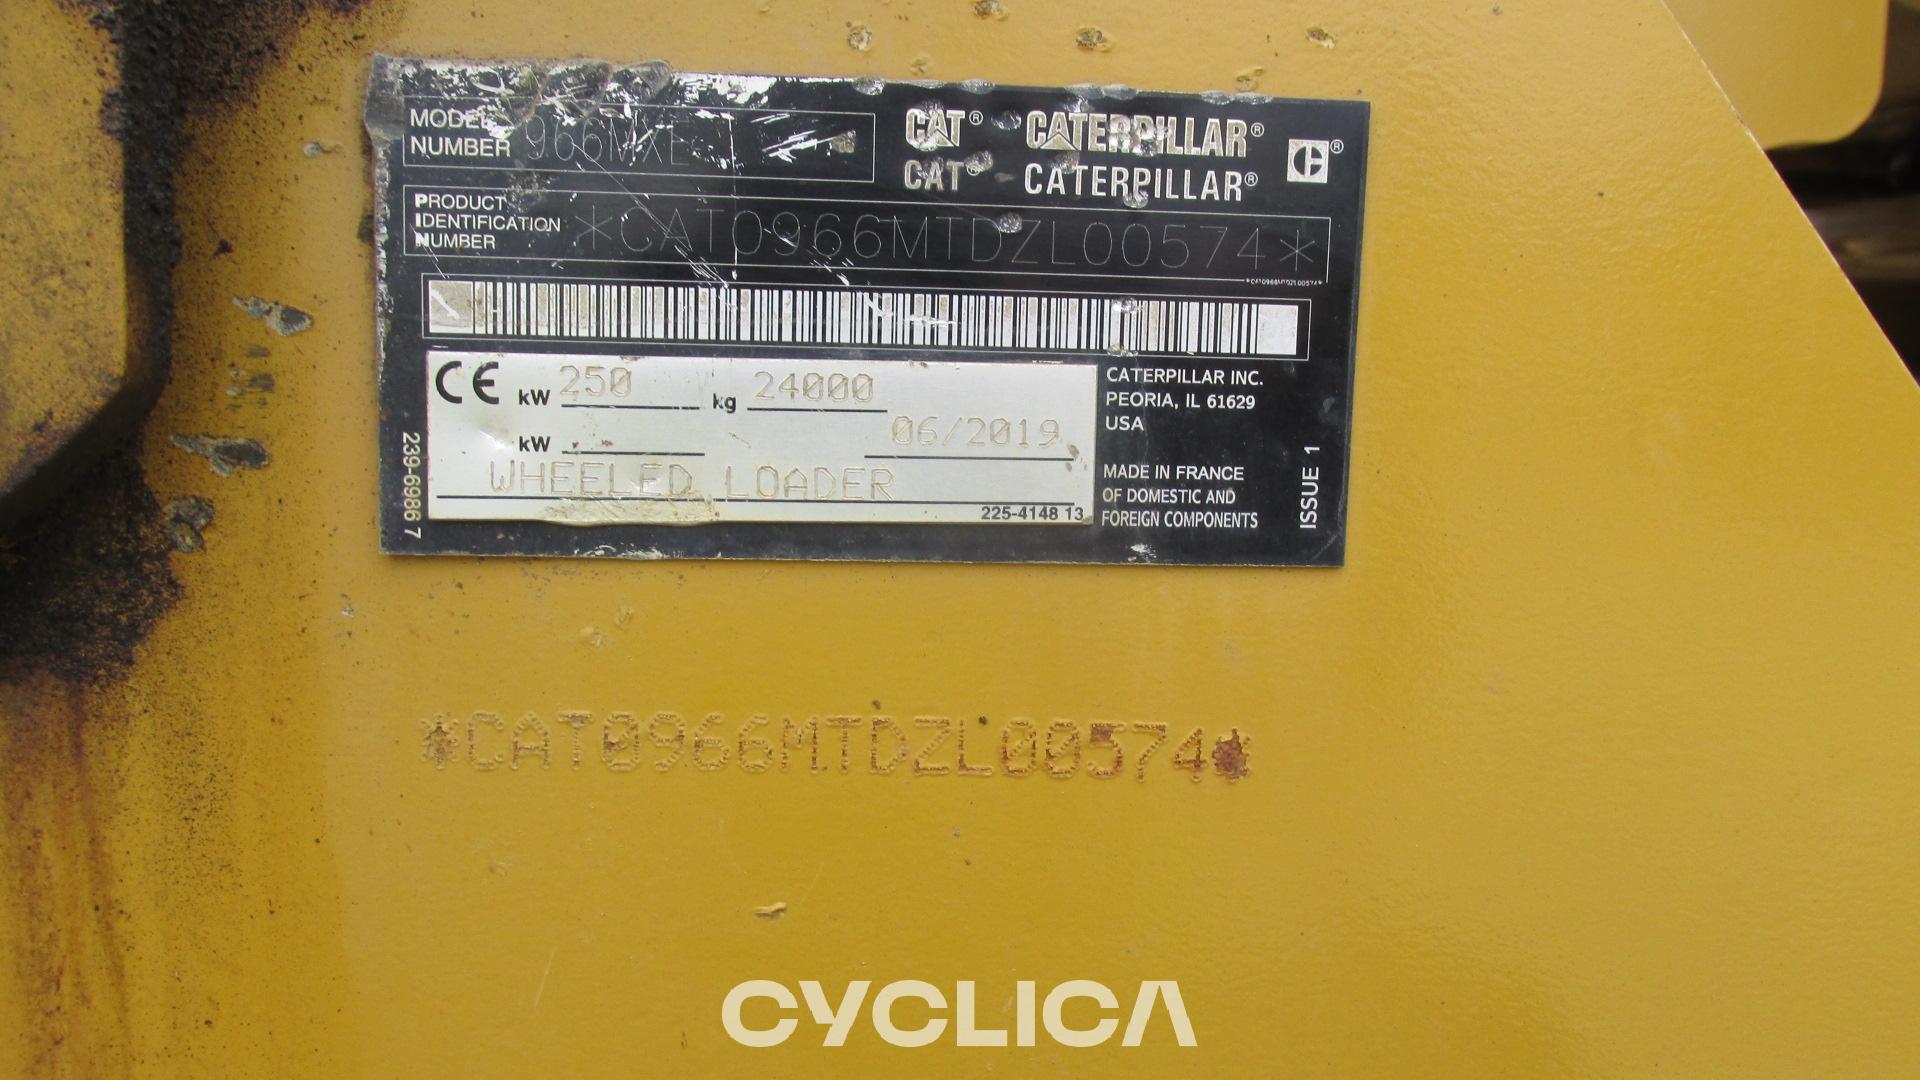 MODEL
NUMBER 966MXE
CAT® CATERPILLAR®
CAT® CATERPILLAR®
PRODUCT
IDENTIFICATION
NUMBER
*CAT0966MTDZL00574*
*CAT0966MTDZL00574*
CE kW 250 kg 24000
kW 06/2019
WHEELED LOADER
225-4148 13
239-6986 7
CATERPILLAR INC.
PEORIA, IL 61629
USA
MADE IN FRANCE
OF DOMESTIC AND
FOREIGN COMPONENTS
ISSUE 1
*CAT0966MTDZL00574*
CYCLICA